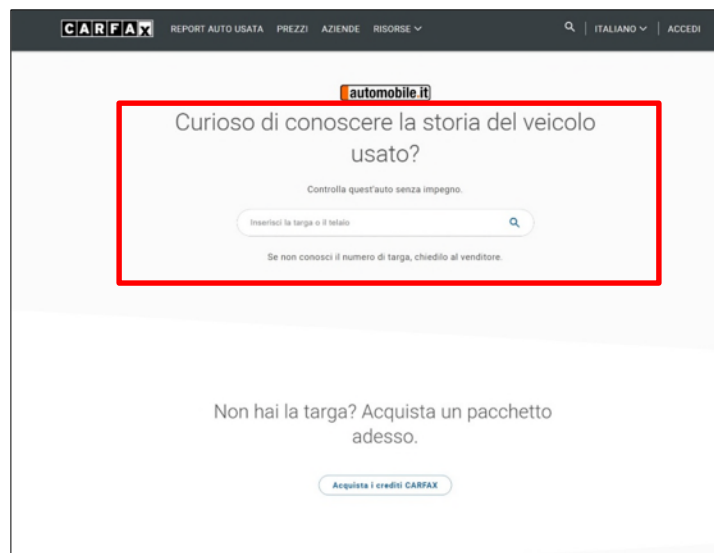 CARFAX REPORT AUTO USATA PREZZI AZIENDE RISORSE ITALIANO ACCEDI
automobile.it
Curioso di conoscere la storia del veicolo
usato?
Controlla quest'auto senza impegno.
Inserisci la targa o il telaio
Se non conosci il numero di targa, chiedilo al venditore.
Non hai la targa? Acquista un pacchetto
adesso.
Acquista i crediti CARFAX